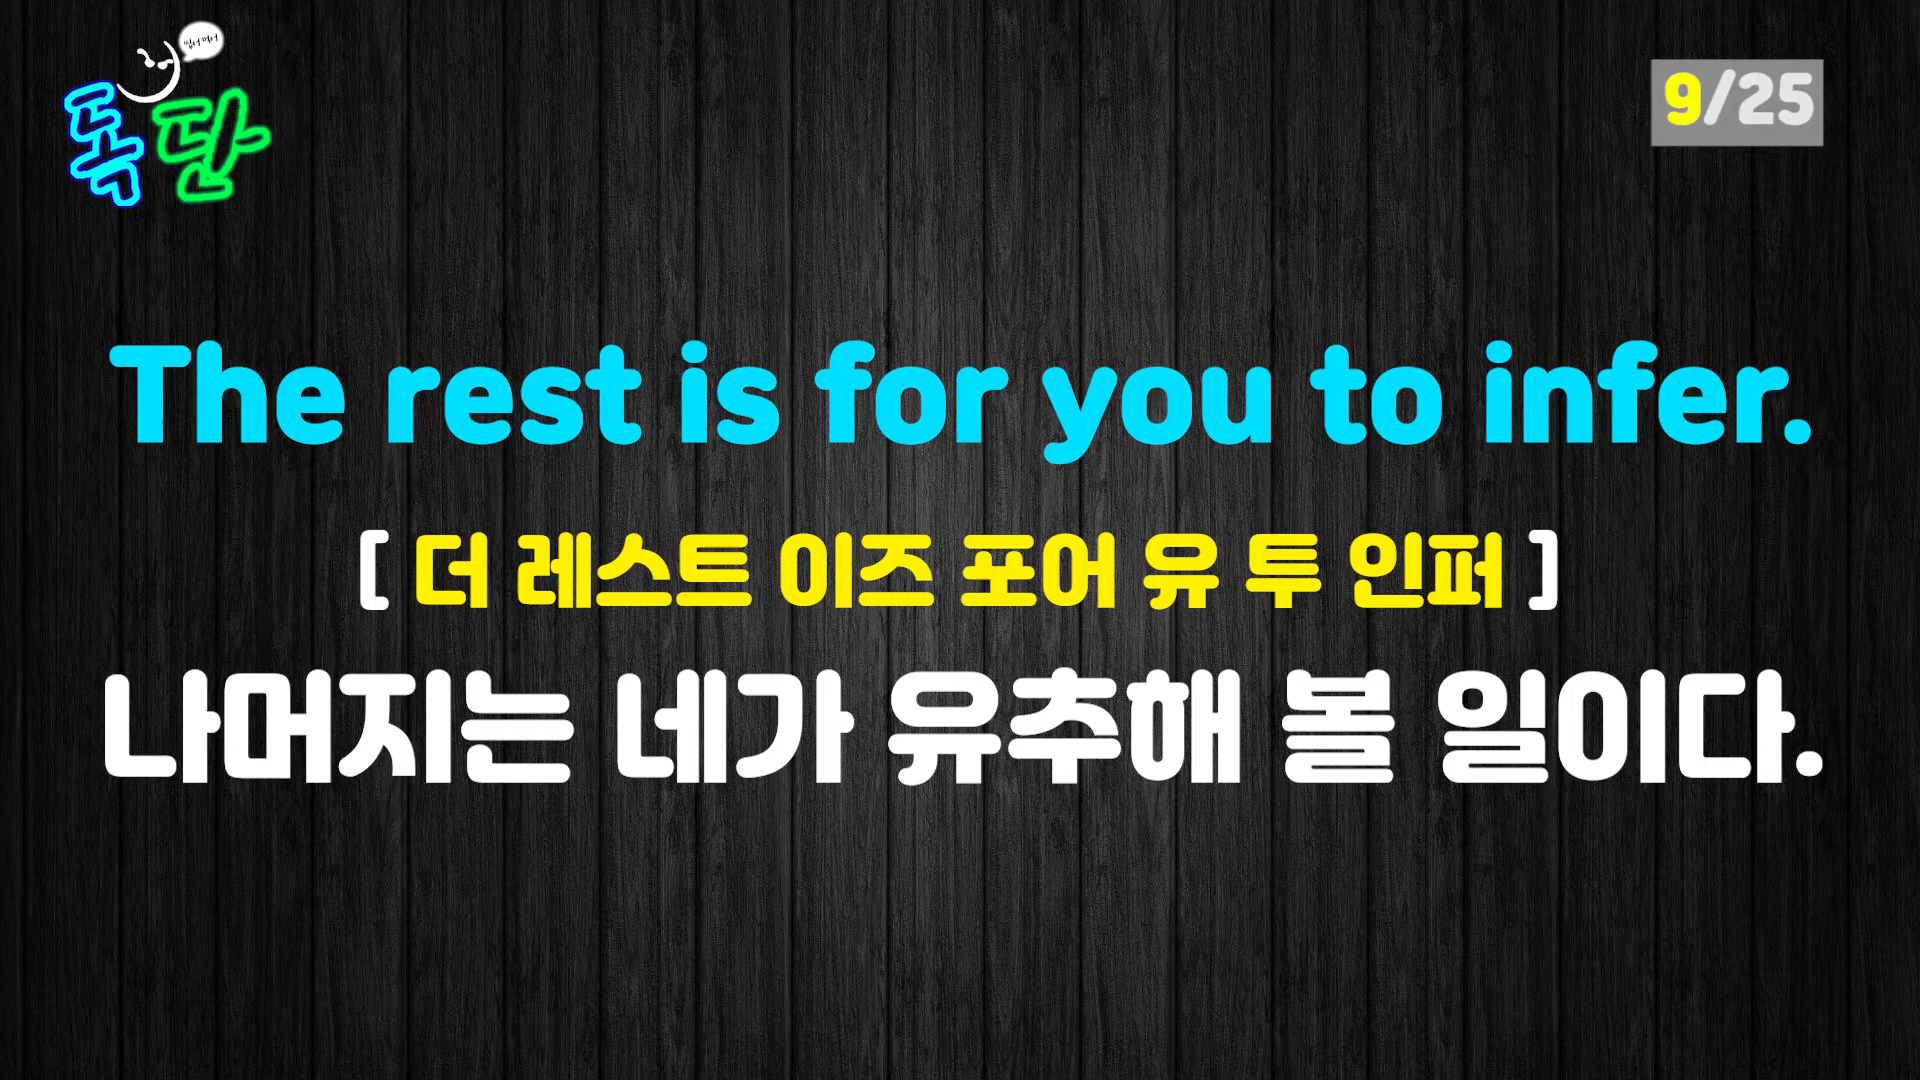 독단
9/25
The rest is for you to infer.
[ 더 레스트 이즈 포어 유 투 인퍼 ]
나머지는 네가 유추해 볼 일이다.